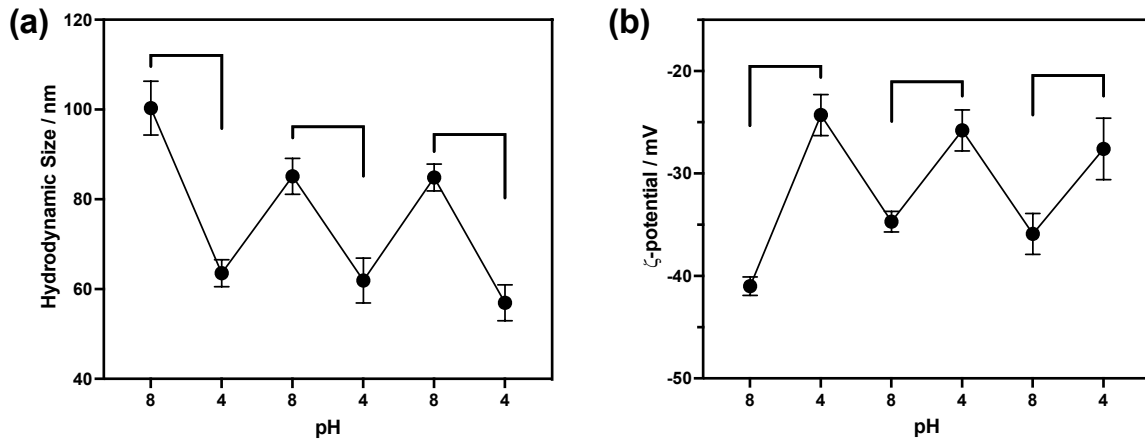 (a)
Hydrodynamic Size / nm
120
100
80
60
40
8 4 8 4 8 4
pH
(b)
ζ-potential / mV
-20
-30
-40
-50
8 4 8 4 8 4
pH